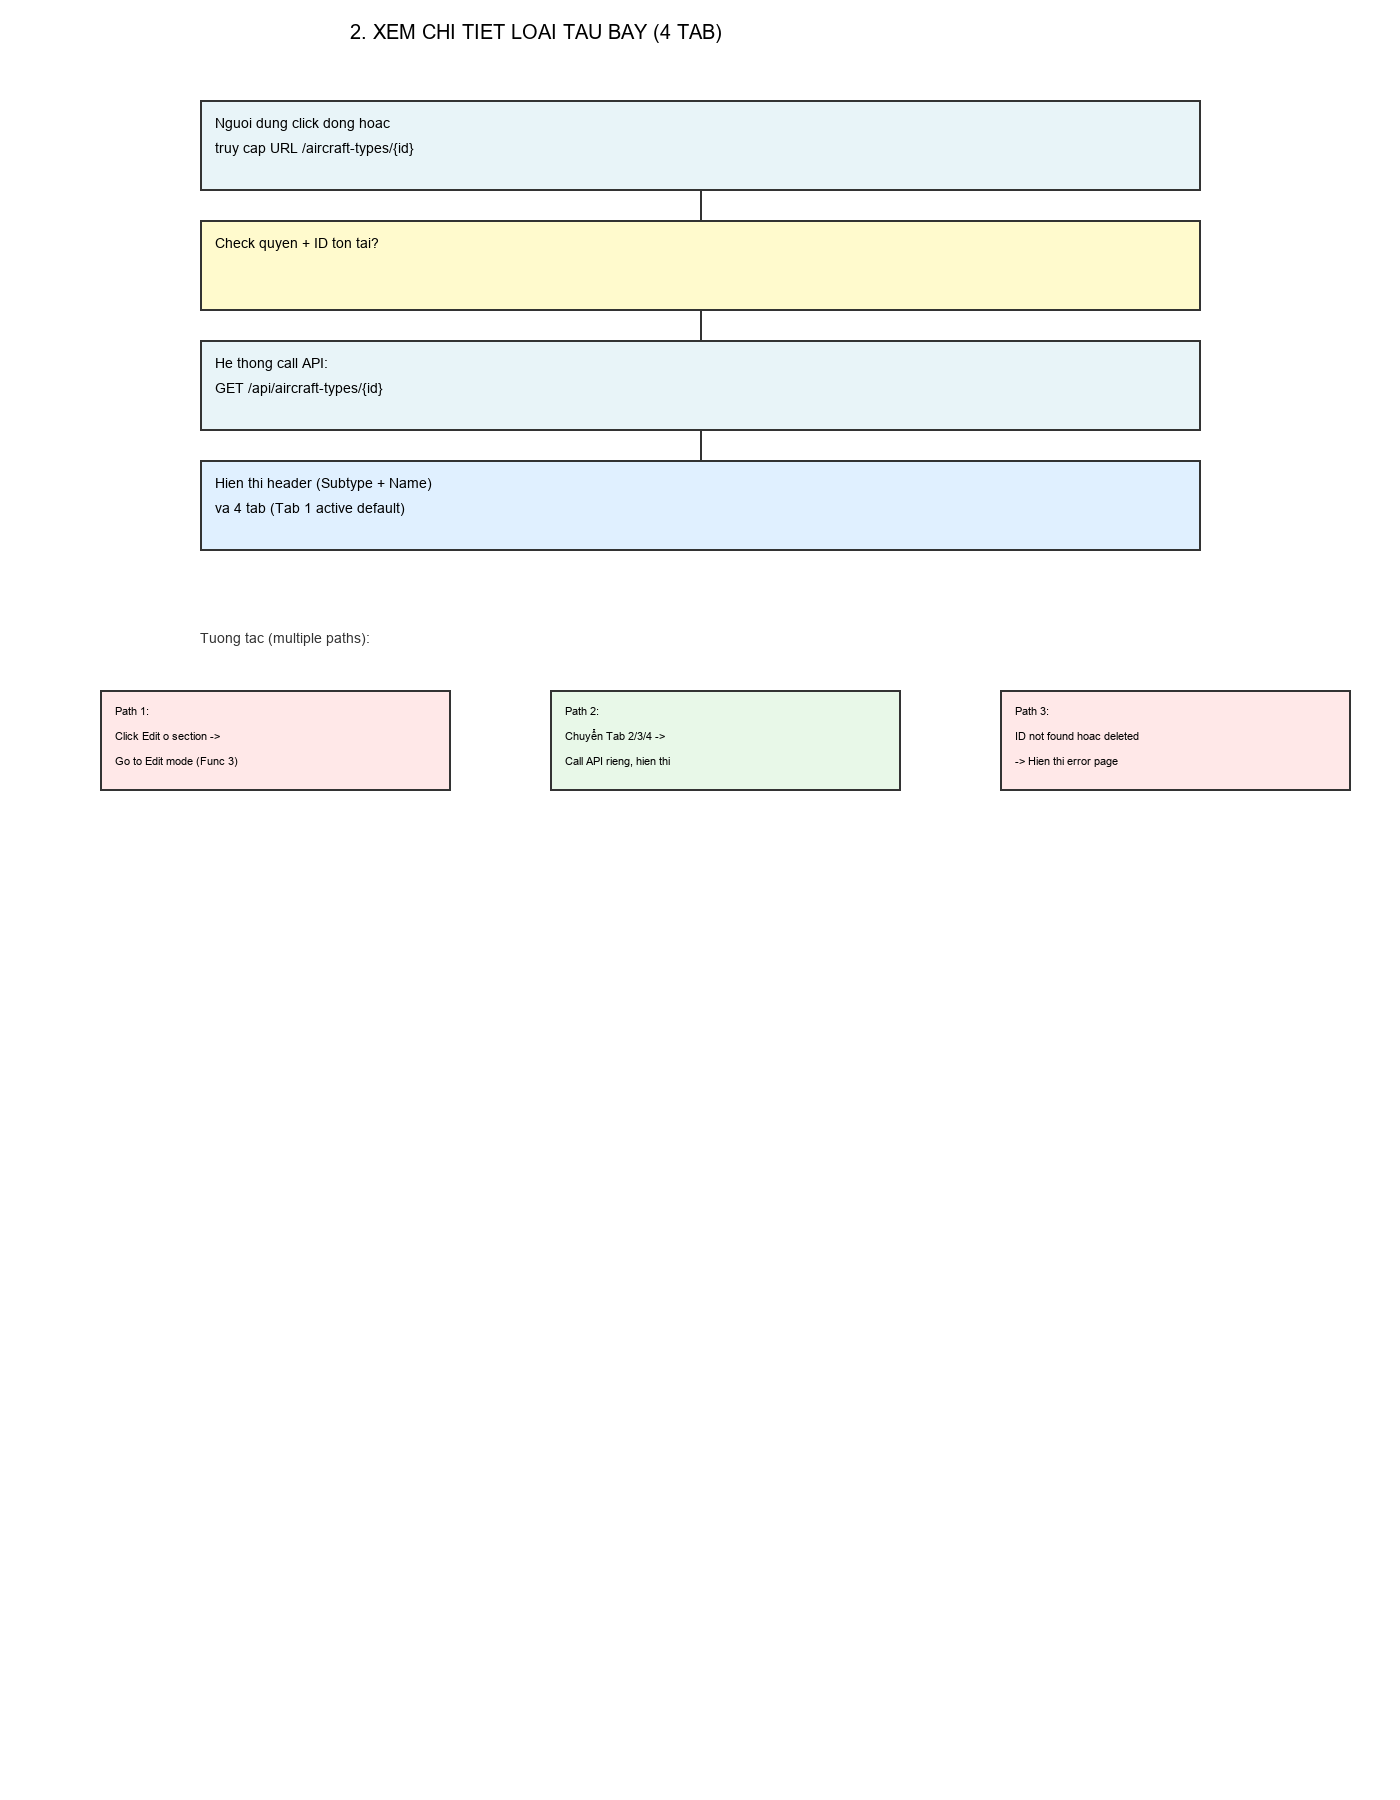 2. XEM CHI TIET LOAI TAU BAY (4 TAB)
Nguoi dung click dong hoac
truy cap URL /aircraft-types/{id}
Check quyen + ID ton tai?
He thong call API:
GET /api/aircraft-types/{id}
Hien thi header (Subtype + Name)
va 4 tab (Tab 1 active default)
Tuong tac (multiple paths):
Path 1:
Click Edit o section ->
Go to Edit mode (Func 3)
Path 2:
Chuyển Tab 2/3/4 ->
Call API rieng, hien thi
Path 3:
ID not found hoac deleted
-> Hien thi error page